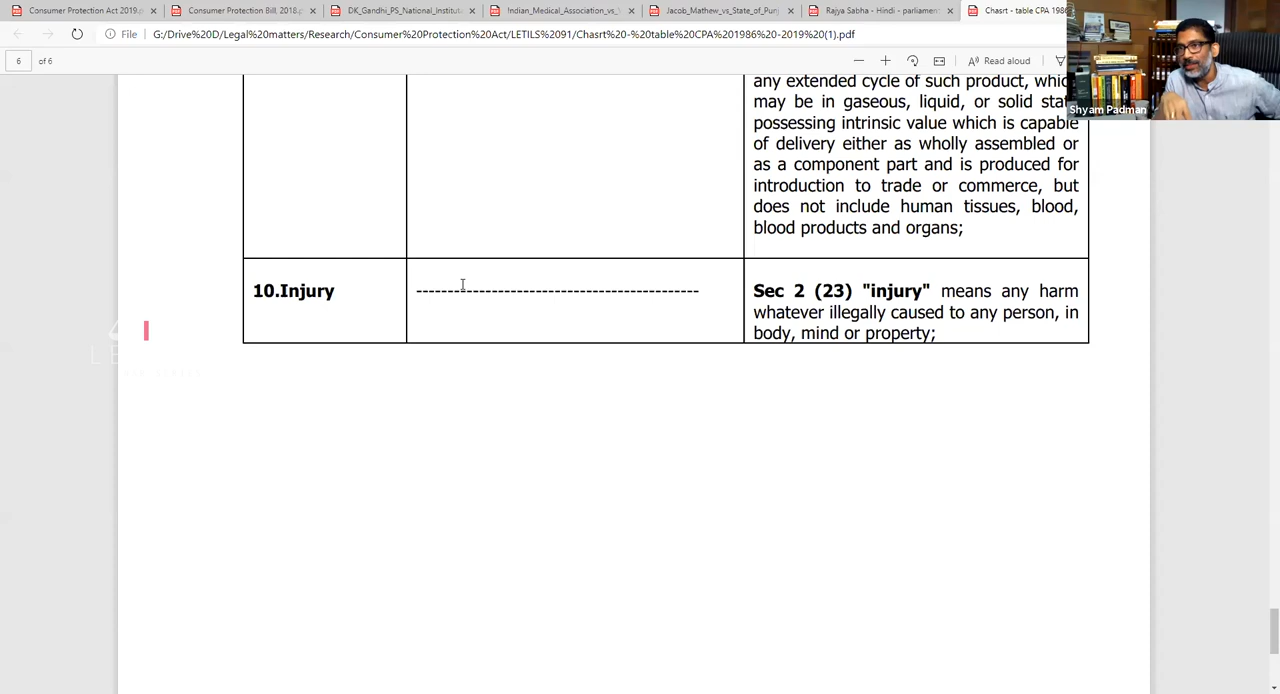 Consumer Protection Act 2019.p
Consumer Protection Bill, 2018.p
DK_Gandhi_PS_National_Institut
Indian_Medical_Association_vs_
Jacob_Mathew_vs_State_of_Pun
Rajya Sabha - Hindi - parliamen
Chasrt - table CPA 1986
File
G:/Drive%20D/Legal%20matters/Research/Consumer%20Protection%20Act/LETILS%2091/Chasrt%20-%20table%20CPA%201986%20-2019%20(1).pdf
6 of 6
Read aloud
Shyam Padman
any extended cycle of such product, which
may be in gaseous, liquid, or solid state
possessing intrinsic value which is capable
of delivery either as wholly assembled or
as a component part and is produced for
introduction to trade or commerce, but
does not include human tissues, blood,
blood products and organs;
10.Injury
---------------------------------------------
Sec 2 (23) "injury" means any harm
whatever illegally caused to any person, in
body, mind or property;